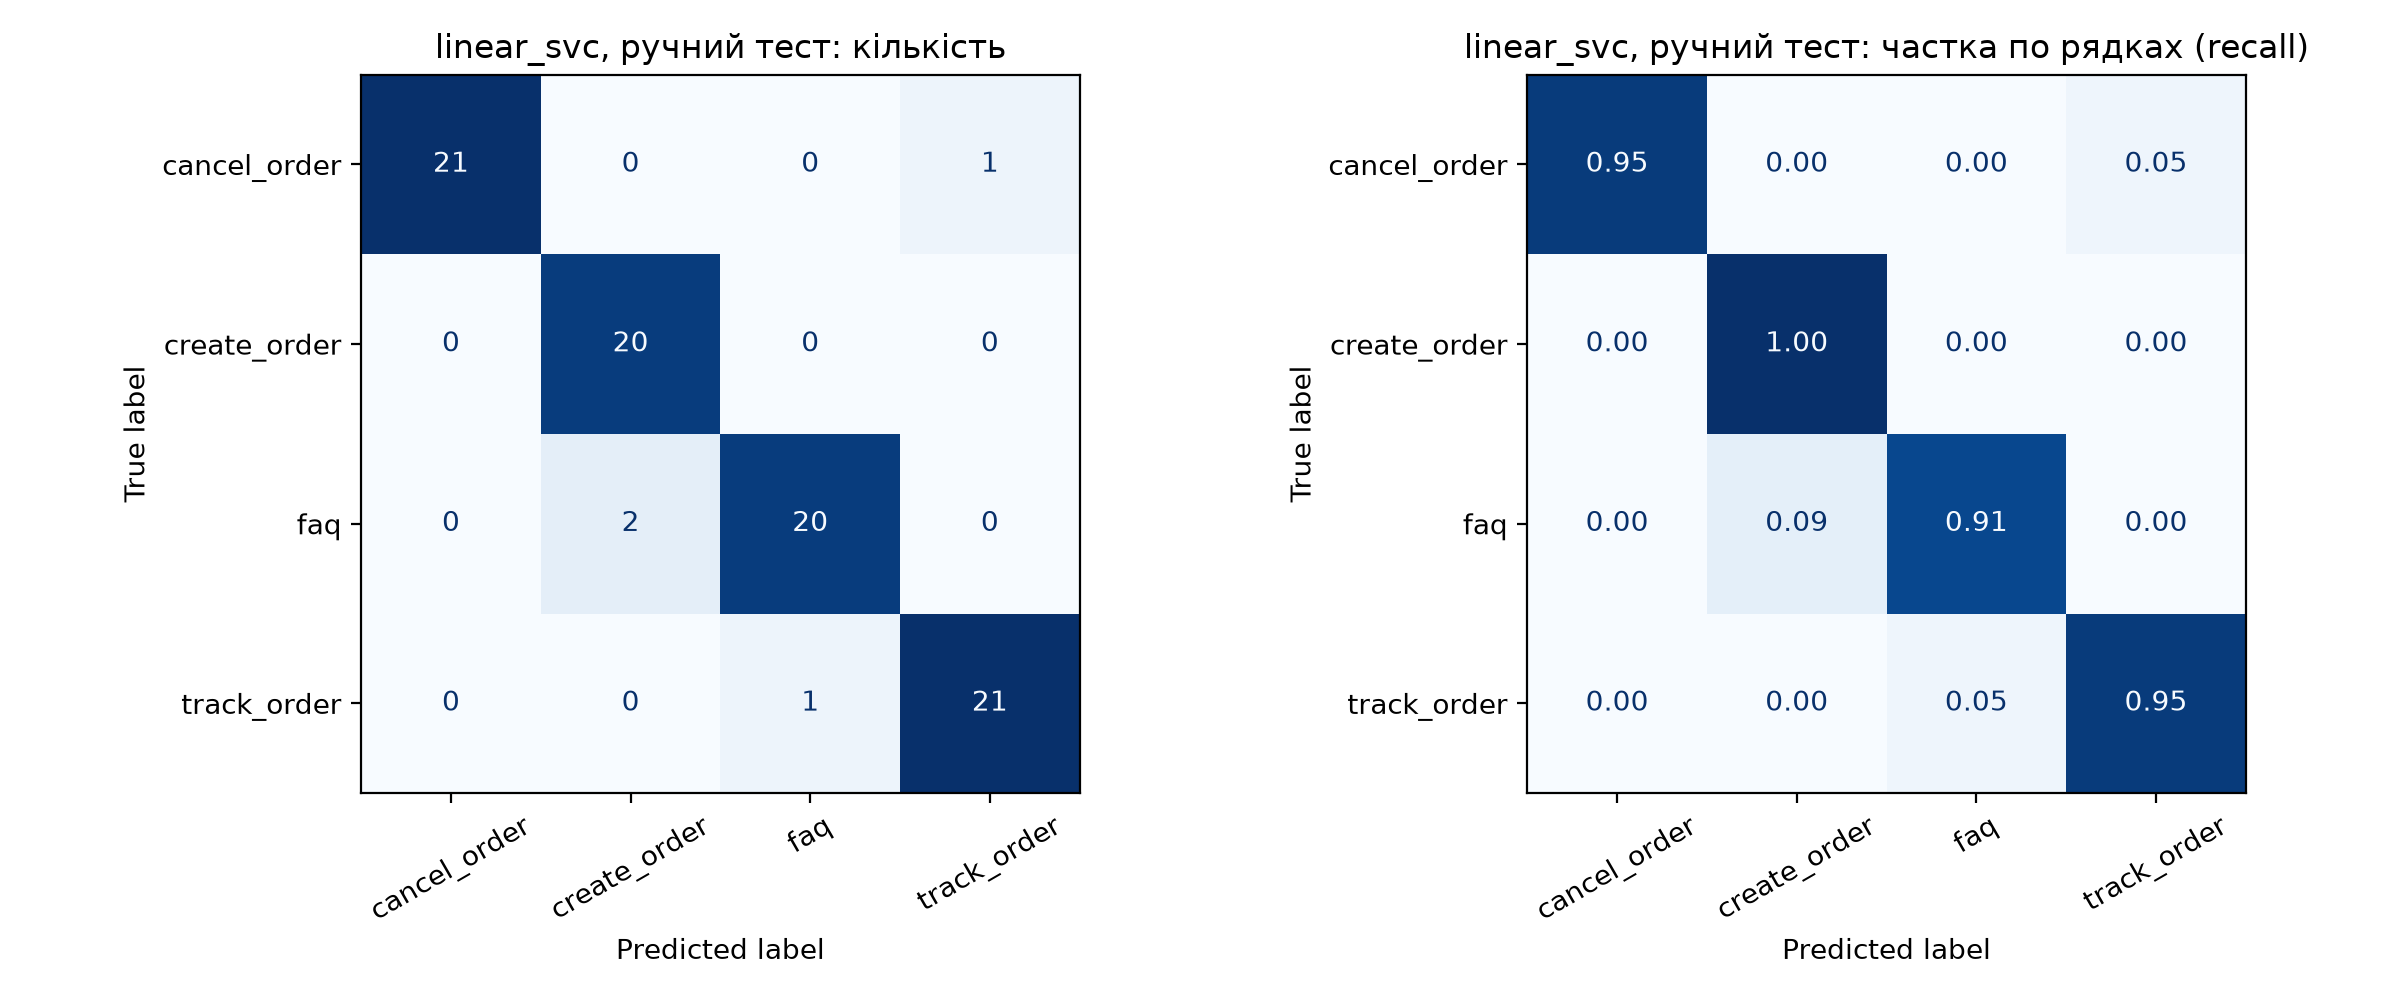 linear_svc, ручний тест: кількість
True label
cancel_order 21 0 0 1
create_order 0 20 0 0
faq 0 2 20 0
track_order 0 0 1 21
cancel_order create_order faq track_order
Predicted label
linear_svc, ручний тест: частка по рядках (recall)
True label
cancel_order 0.95 0.00 0.00 0.05
create_order 0.00 1.00 0.00 0.00
faq 0.00 0.09 0.91 0.00
track_order 0.00 0.00 0.05 0.95
cancel_order create_order faq track_order
Predicted label